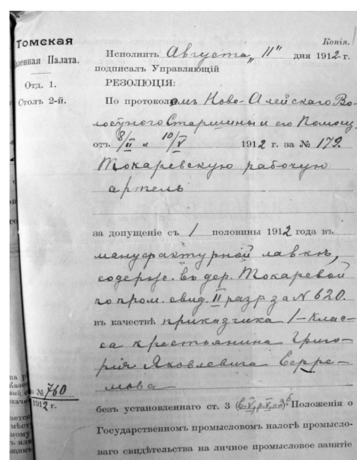 Копія.
Томская
Казенная Палата.
Отд. 1.
Столъ 2-й.
Исполнить Августа "11" дня 1912 г.
подписалъ Управляющій
РЕЗОЛЮЦІЯ:
По протоколамъ Ново-Алейскаго Во-
лостного Старшины и его Помощ
отъ 8/II и 10/V 1912 г. за № 179.
Токаревскую рабочую
артель
за допущеніе съ 1 половины 1912 года въ
мануфактурной лавкѣ,
содерж. въ дер. Токаревой
по пром. свид. II разр. за № 620.
въ качествѣ приказчика 1-клас-
са крестьянина Григо-
рія Яковлевича
№ 760
1912 г.
безъ установленнаго ст. 3 Положенія о
Государственномъ промысловомъ налогѣ промысло-
ваго свидѣтельства на личное промысловое занятіе